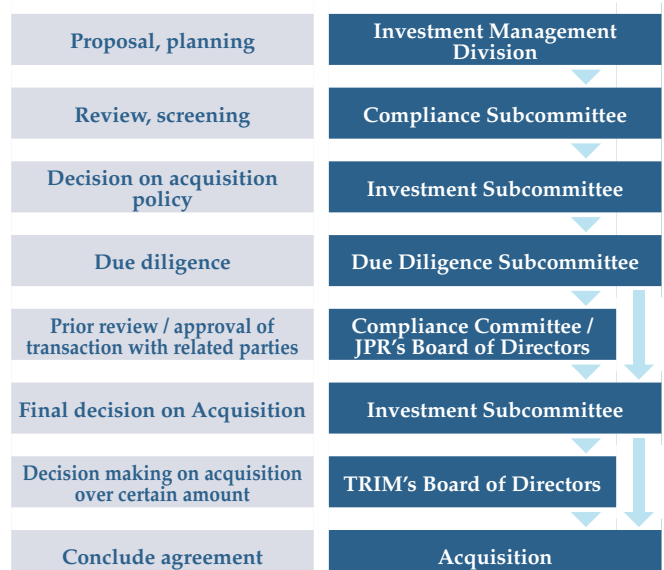 Proposal, planning
Investment Management
Division
Review, screening
Compliance Subcommittee
Decision on acquisition
policy
Investment Subcommittee
Due diligence
Due Diligence Subcommittee
Prior review / approval of
transaction with related parties
Compliance Committee /
JPR's Board of Directors
Final decision on Acquisition
Investment Subcommittee
Decision making on acquisition
over certain amount
TRIM's Board of Directors
Conclude agreement
Acquisition